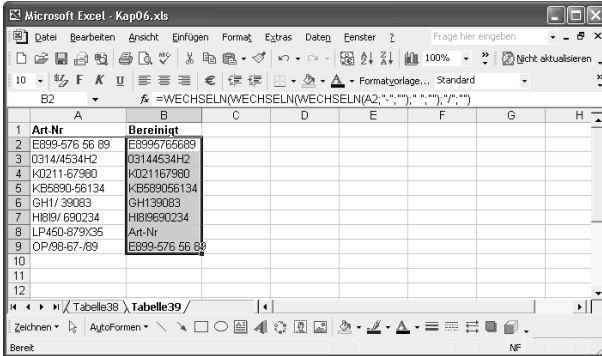 Microsoft Excel - Kap06.xls
Datei Bearbeiten Ansicht Einfügen Format Extras Daten Fenster ? Frage hier eingeben
100% Nicht aktualisieren
10 F K U € A Formatvorlage... Standard
B2 fx =WECHSELN(WECHSELN(WECHSELN(A2;"-";"");" ";"");"/";"")
A B C D E F G H
1 Art-Nr Bereinigt
2 E899-576 56 89 E8995765689
3 0314/4534H2 03144534H2
4 K0211-67980 K021167980
5 KB5890-56134 KB589056134
6 GH1/ 39083 GH139083
7 HI8I9/ 690234 HI8I9690234
8 LP450-879X35 Art-Nr
9 OP/98-67-/89 E899-576 56 89
10
11
12
Tabelle38 Tabelle39
Zeichnen AutoFormen
Bereit NF